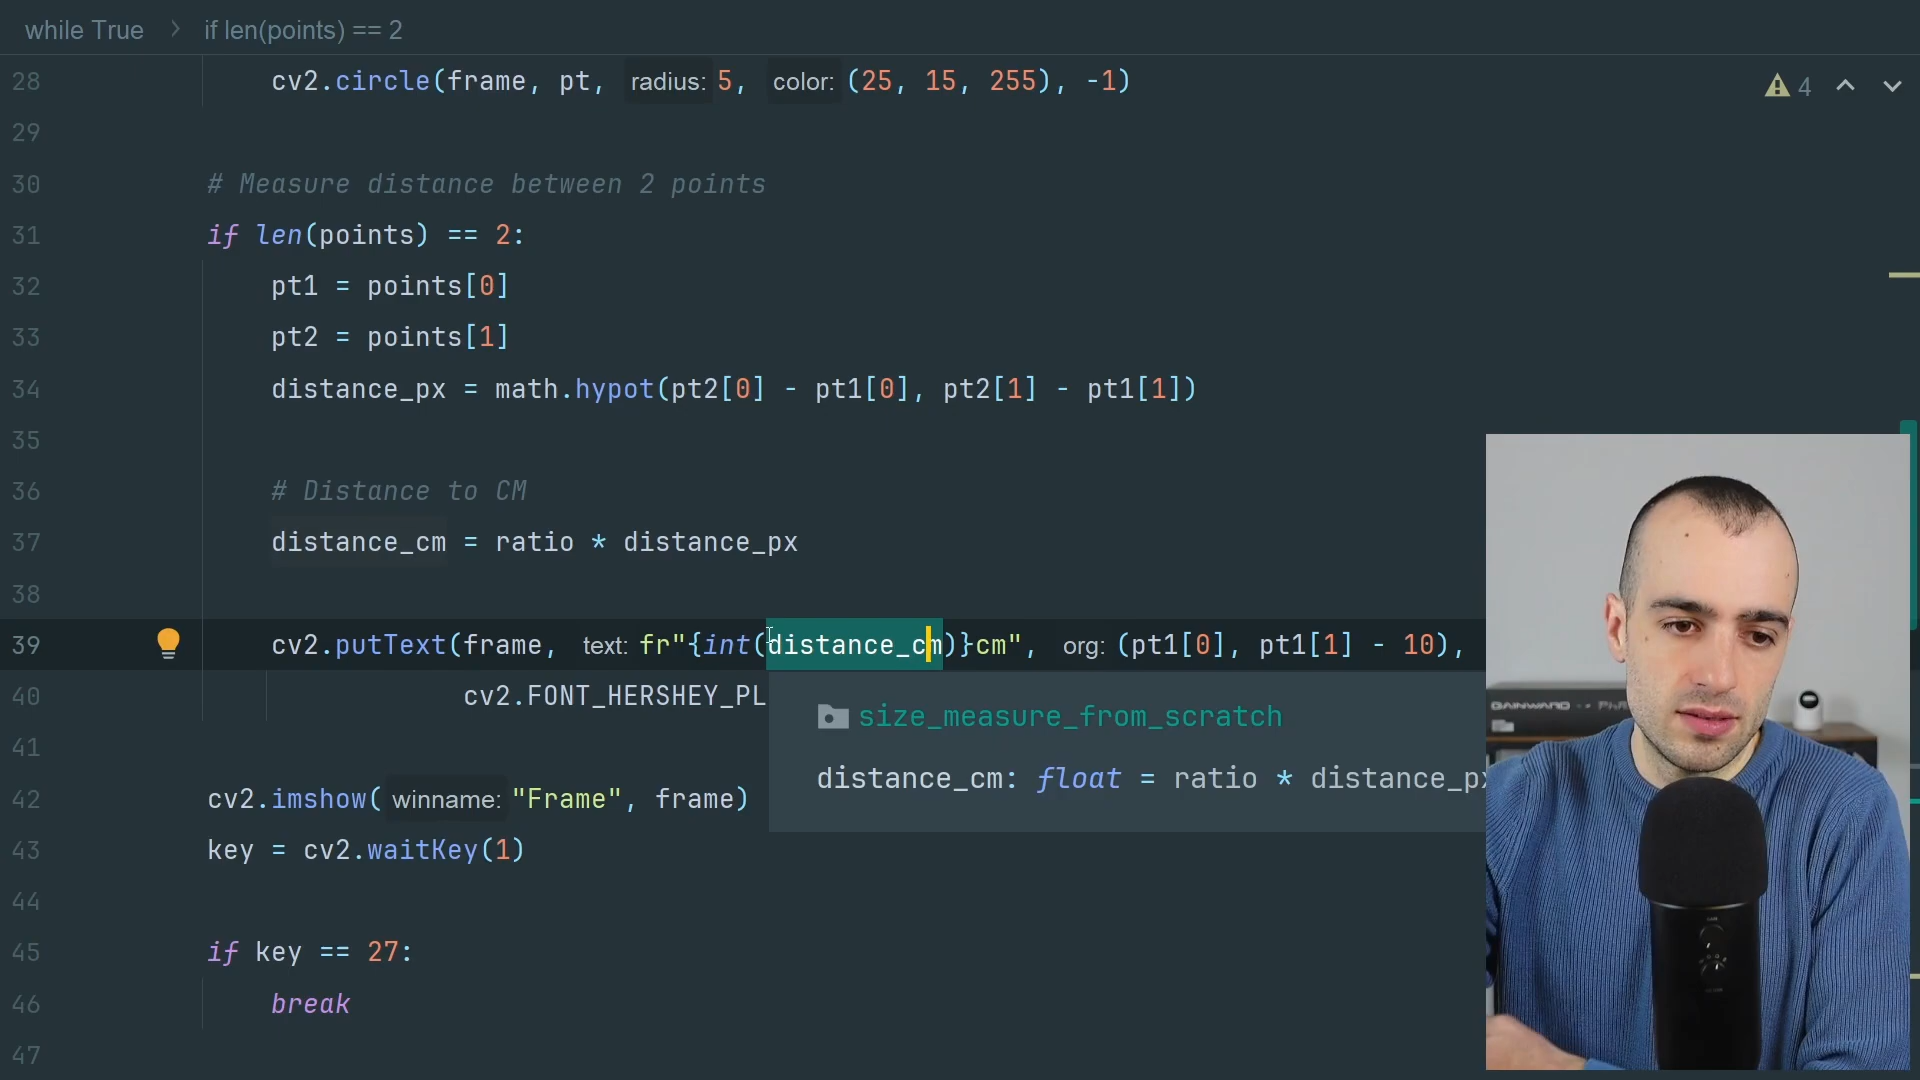 while True > if len(points) == 2
28 cv2.circle(frame, pt, radius: 5, color: (25, 15, 255), -1)
4
29
30 # Measure distance between 2 points
31 if len(points) == 2:
32 pt1 = points[0]
33 pt2 = points[1]
34 distance_px = math.hypot(pt2[0] - pt1[0], pt2[1] - pt1[1])
35
36 # Distance to CM
37 distance_cm = ratio * distance_px
38
39 cv2.putText(frame, text: fr"{int(distance_cm)}cm", org: (pt1[0], pt1[1] - 10),
40 cv2.FONT_HERSHEY_PL
size_measure_from_scratch
41
distance_cm: float = ratio * distance_px
42 cv2.imshow( winname: "Frame", frame)
43 key = cv2.waitKey(1)
44
45 if key == 27:
46 break
47
GAINWARD